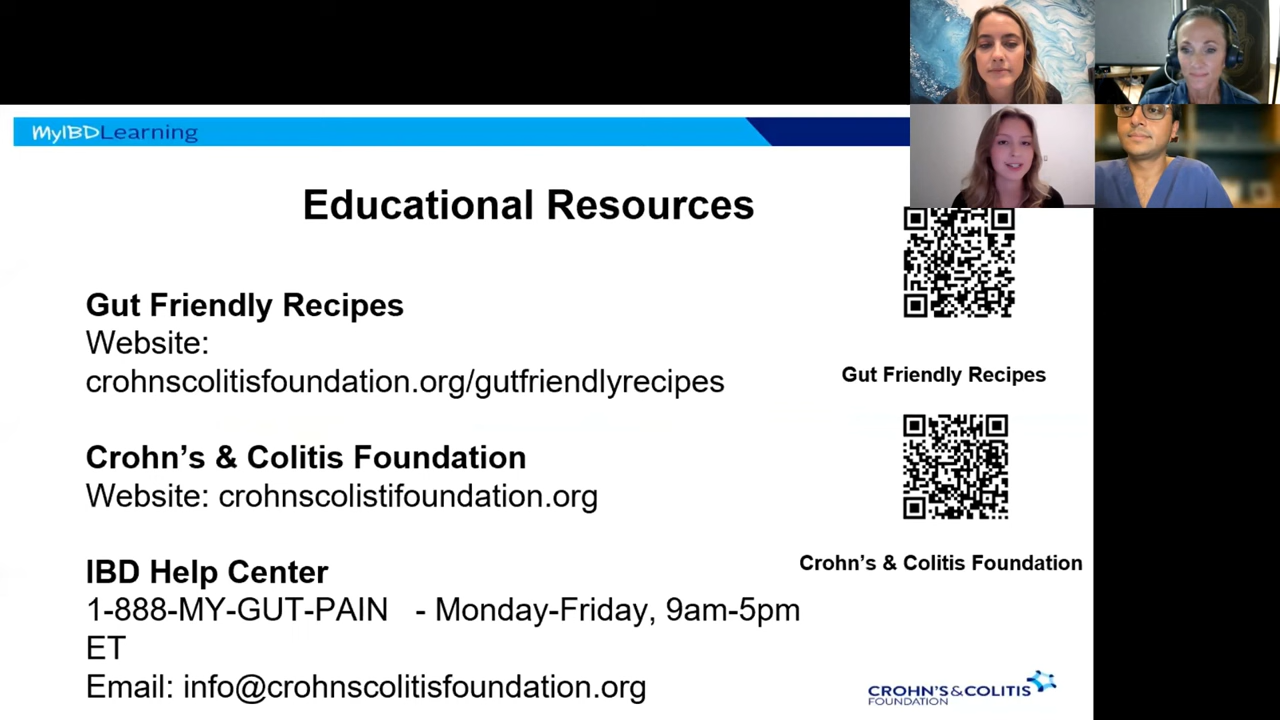 MyIBDLearning
Educational Resources
Gut Friendly Recipes
Website:
crohnscolitisfoundation.org/gutfriendlyrecipes
Crohn's & Colitis Foundation
Website: crohnscolistifoundation.org
IBD Help Center
1-888-MY-GUT-PAIN - Monday-Friday, 9am-5pm
ET
Email: info@crohnscolitisfoundation.org
Gut Friendly Recipes
Crohn's & Colitis Foundation
CROHN'S & COLITIS
FOUNDATION